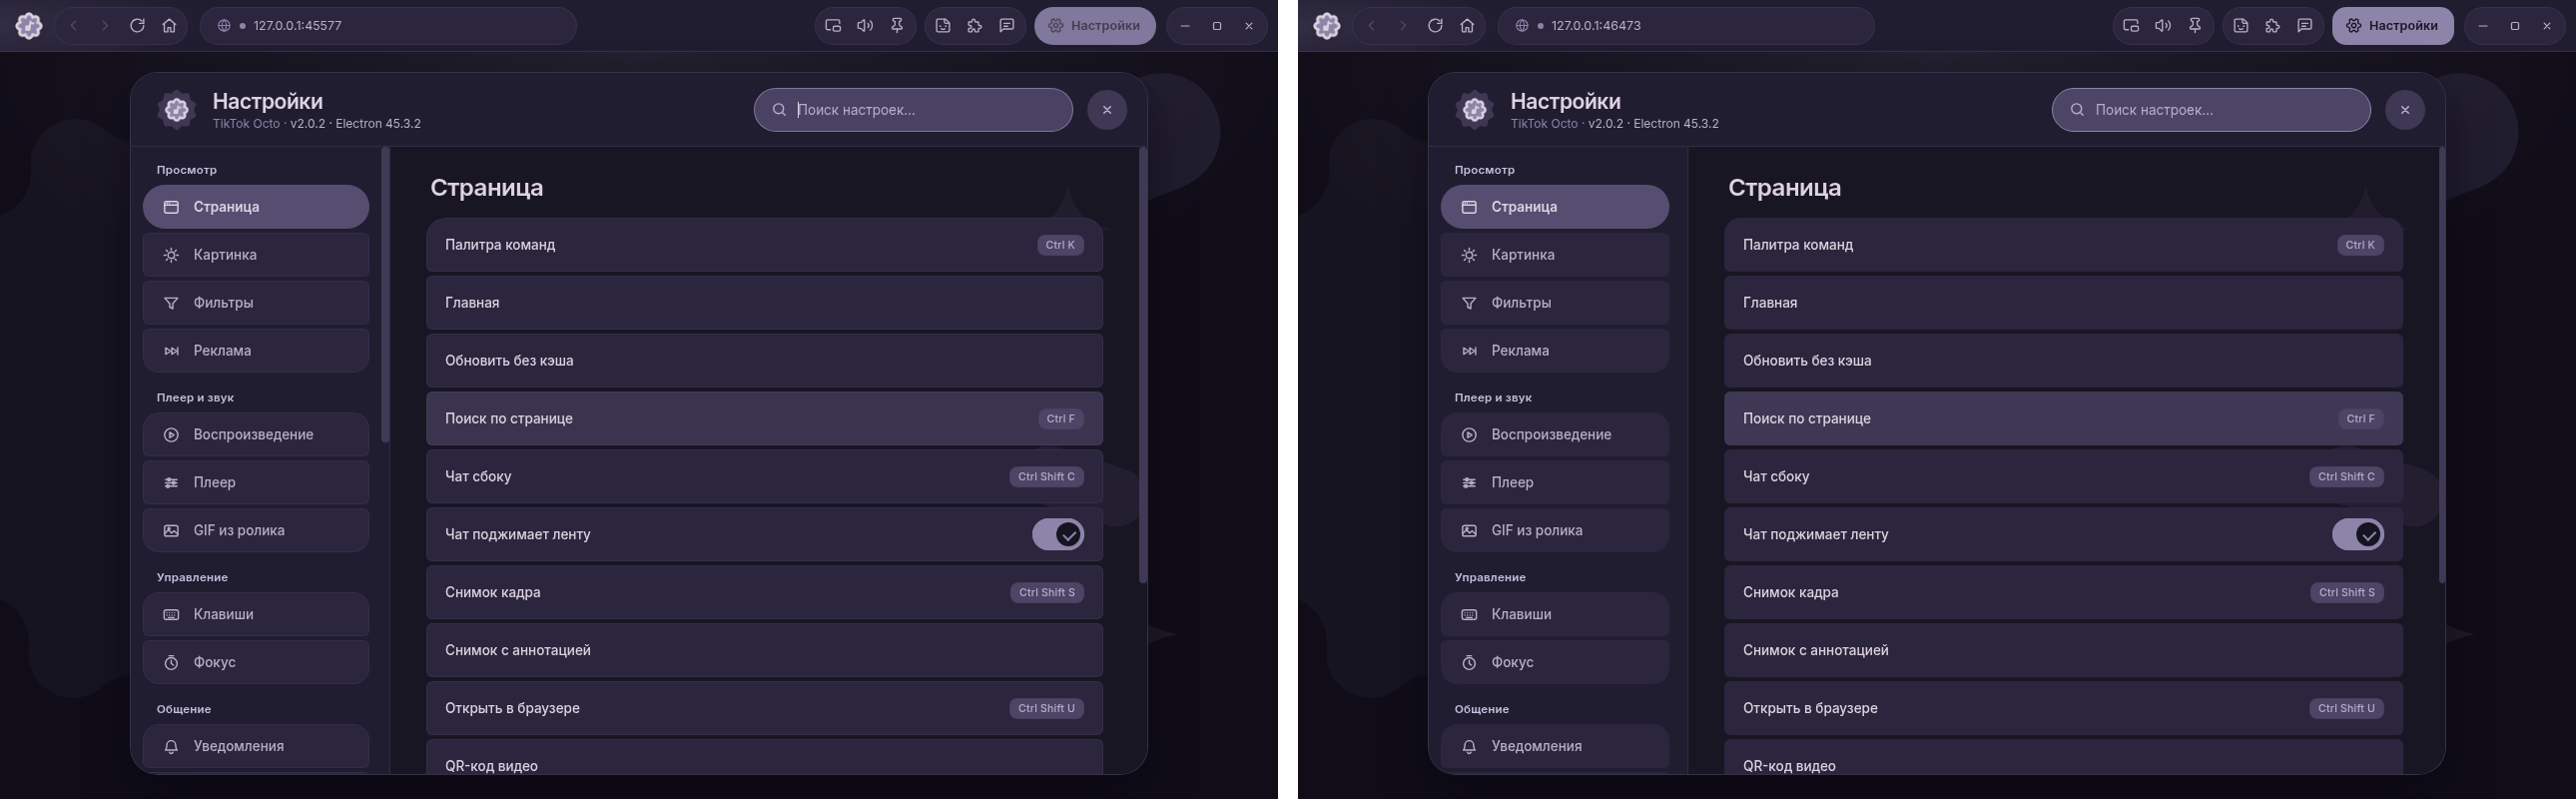 127.0.0.1:45577
Настройки
Настройки
TikTok Octo · v2.0.2 · Electron 45.3.2
Поиск настроек...
Просмотр
Страница
Картинка
Фильтры
Реклама
Плеер и звук
Воспроизведение
Плеер
GIF из ролика
Управление
Клавиши
Фокус
Общение
Уведомления
Страница
Палитра команд
Ctrl K
Главная
Обновить без кэша
Поиск по странице
Ctrl F
Чат сбоку
Ctrl Shift C
Чат поджимает ленту
Снимок кадра
Ctrl Shift S
Снимок с аннотацией
Открыть в браузере
Ctrl Shift U
QR-код видео
127.0.0.1:46473
Настройки
Настройки
TikTok Octo · v2.0.2 · Electron 45.3.2
Поиск настроек...
Просмотр
Страница
Картинка
Фильтры
Реклама
Плеер и звук
Воспроизведение
Плеер
GIF из ролика
Управление
Клавиши
Фокус
Общение
Уведомления
Страница
Палитра команд
Ctrl K
Главная
Обновить без кэша
Поиск по странице
Ctrl F
Чат сбоку
Ctrl Shift C
Чат поджимает ленту
Снимок кадра
Ctrl Shift S
Снимок с аннотацией
Открыть в браузере
Ctrl Shift U
QR-код видео